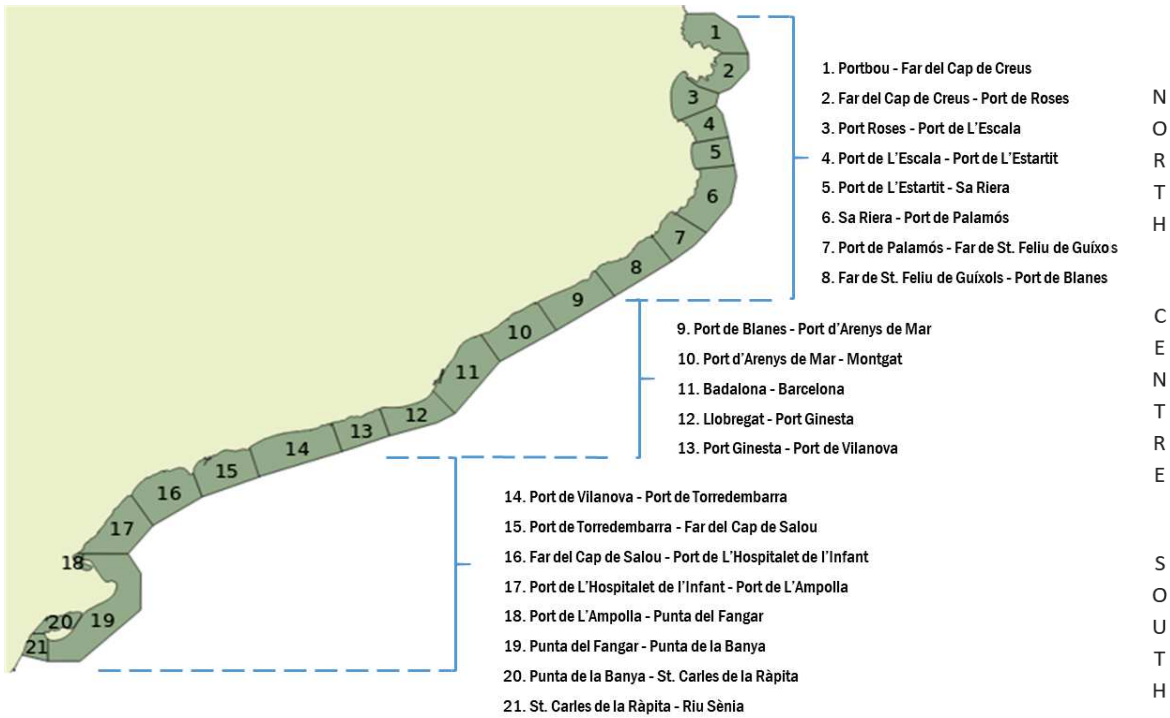 1
2
3
4
5
6
7
8
9
10
11
12
13
14
15
16
17
18
19
20
21
1. Portbou - Far del Cap de Creus
2. Far del Cap de Creus - Port de Roses
3. Port Roses - Port de L'Escala
4. Port de L'Escala - Port de L'Estartit
5. Port de L'Estartit - Sa Riera
6. Sa Riera - Port de Palamós
7. Port de Palamós - Far de St. Feliu de Guíxos
8. Far de St. Feliu de Guíxols - Port de Blanes
NORTH
9. Port de Blanes - Port d'Arenys de Mar
10. Port d'Arenys de Mar - Montgat
11. Badalona - Barcelona
12. Llobregat - Port Ginesta
13. Port Ginesta - Port de Vilanova
CENTRE
14. Port de Vilanova - Port de Torredembarra
15. Port de Torredembarra - Far del Cap de Salou
16. Far del Cap de Salou - Port de L'Hospitalet de l'Infant
17. Port de L'Hospitalet de l'Infant - Port de L'Ampolla
18. Port de L'Ampolla - Punta del Fangar
19. Punta del Fangar - Punta de la Banya
20. Punta de la Banya - St. Carles de la Ràpita
21. St. Carles de la Ràpita - Riu Sènia
SOUTH